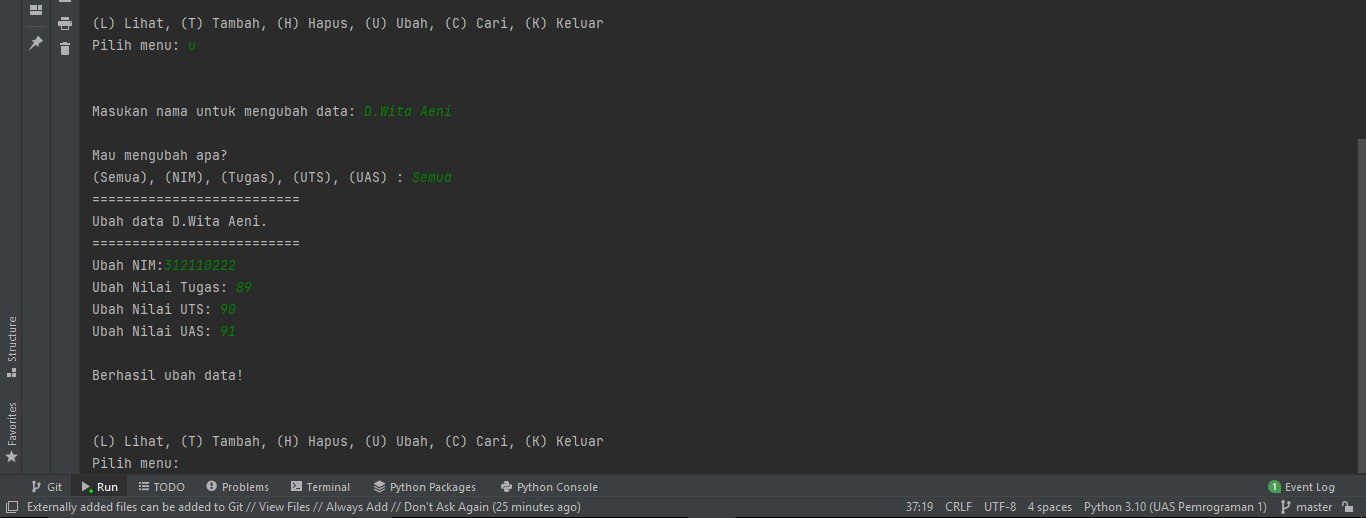 (L) Lihat, (T) Tambah, (H) Hapus, (U) Ubah, (C) Cari, (K) Keluar
Pilih menu: u
Masukan nama untuk mengubah data: D.Wita Aeni
Mau mengubah apa?
(Semua), (NIM), (Tugas), (UTS), (UAS) : Semua
==========================
Ubah data D.Wita Aeni.
==========================
Ubah NIM:312110222
Ubah Nilai Tugas: 89
Ubah Nilai UTS: 90
Ubah Nilai UAS: 91
Berhasil ubah data!
(L) Lihat, (T) Tambah, (H) Hapus, (U) Ubah, (C) Cari, (K) Keluar
Pilih menu:
Structure
Favorites
Git Run TODO Problems Terminal Python Packages Python Console 1 Event Log
Externally added files can be added to Git // View Files // Always Add // Don't Ask Again (25 minutes ago) 37:19 CRLF UTF-8 4 spaces Python 3.10 (UAS Pemrograman 1) master